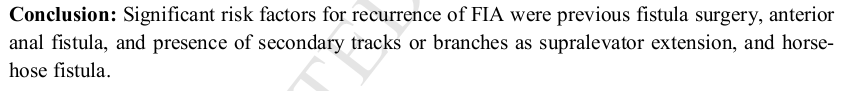 Conclusion: Significant risk factors for recurrence of FIA were previous fistula surgery, anterior
anal fistula, and presence of secondary tracks or branches as supralevator extension, and horse-
hose fistula.